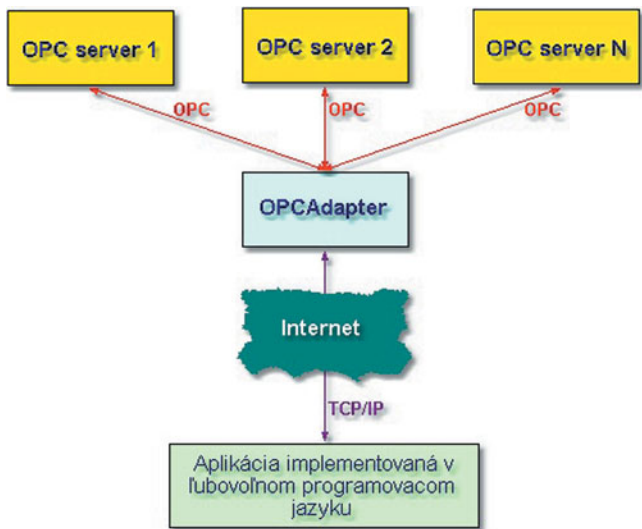 OPC server 1
OPC server 2
OPC server N
OPC
OPC
OPC
OPCAdapter
Internet
TCP/IP
Aplikácia implementovaná v
ľubovoľnom programovacom
jazyku